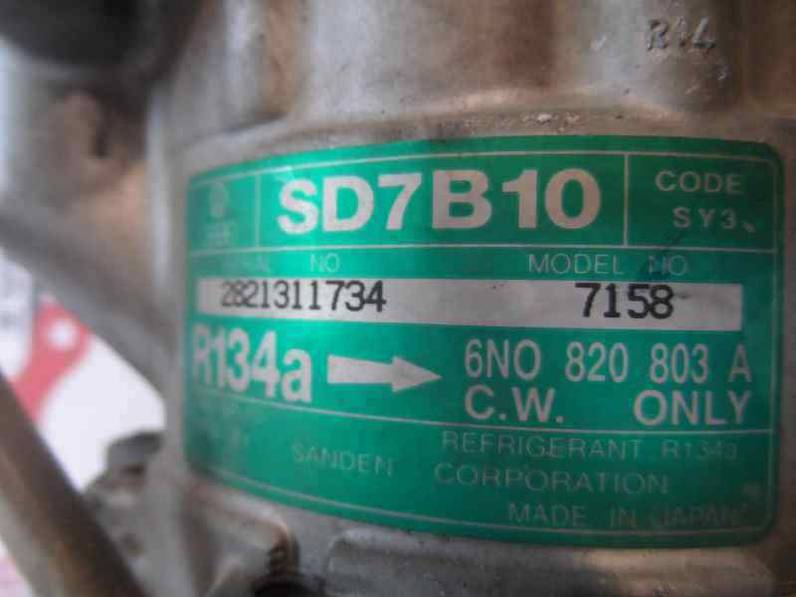 R14
SD7B10
CODE
SY3
NO MODEL NO
2821311734 7158
R134a 6N0 820 803 A
C.W. ONLY
REFRIGERANT R134a
SANDEN CORPORATION
MADE IN JAPAN